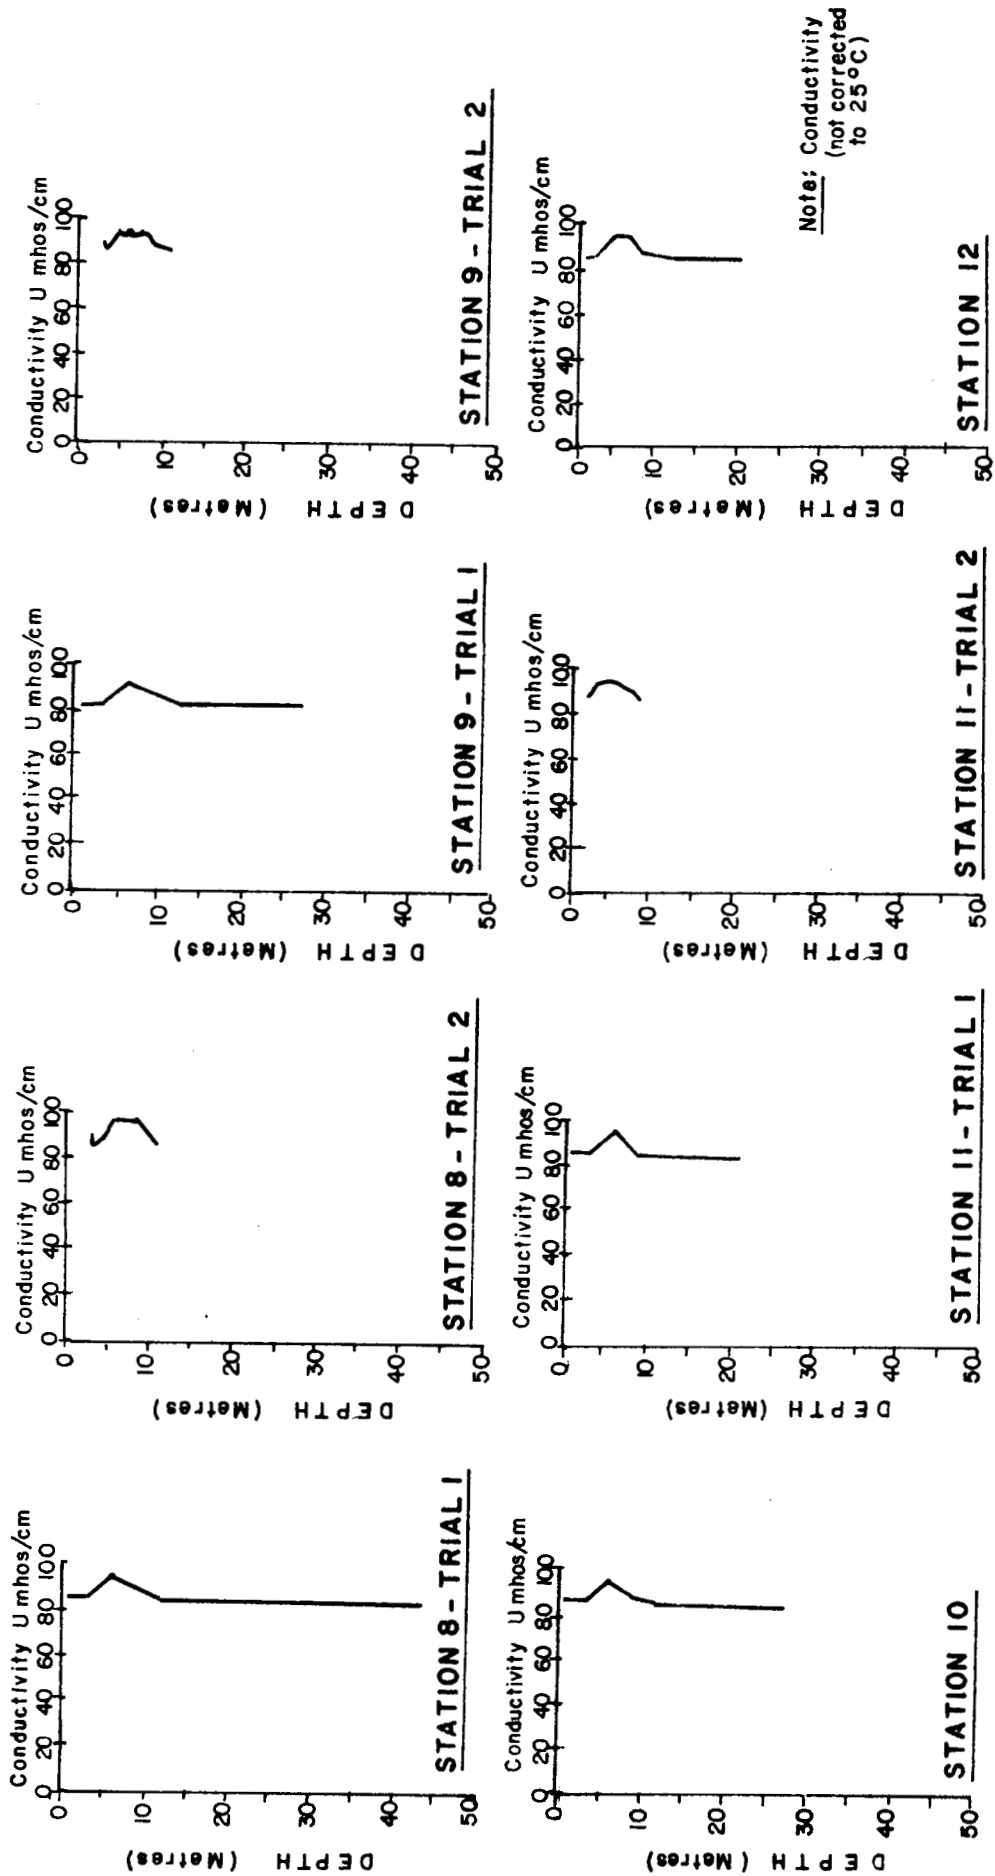 Conductivity U mhos/cm
0 20 40 60 80 100
0
10
20
30
40
50
DEPTH
(Metres)
STATION 8 - TRIAL 1
Conductivity U mhos/cm
0 20 40 60 80 100
0
10
20
30
40
50
DEPTH
(Metres)
STATION 8 - TRIAL 2
Conductivity U mhos/cm
0 20 40 60 80 100
0
10
20
30
40
50
DEPTH
(Metres)
STATION 9 - TRIAL 1
Conductivity U mhos/cm
0 20 40 60 80 100
0
10
20
30
40
50
DEPTH
(Metres)
STATION 9 - TRIAL 2
Conductivity U mhos/cm
0 20 40 60 80 100
0
10
20
30
40
50
DEPTH
(Metres)
STATION 10
Conductivity U mhos/cm
0 20 40 60 80 100
0
10
20
30
40
50
DEPTH
(Metres)
STATION 11 - TRIAL 1
Conductivity U mhos/cm
0 20 40 60 80 100
0
10
20
30
40
50
DEPTH
(Metres)
STATION 11 - TRIAL 2
Conductivity U mhos/cm
0 20 40 60 80 100
0
10
20
30
40
50
DEPTH
(Metres)
STATION 12
Note: Conductivity
(not corrected
to 25°C)